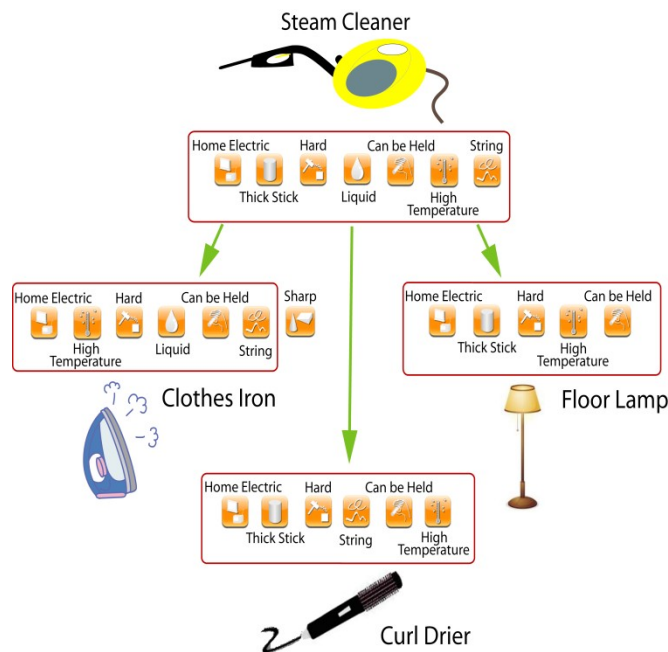 Steam Cleaner
Home Electric Hard Can be Held String
Thick Stick Liquid High
Temperature
Home Electric Hard Can be Held Sharp
High
Temperature Liquid String
Clothes Iron
Home Electric Hard Can be Held
Thick Stick High
Temperature
Floor Lamp
Home Electric Hard Can be Held
Thick Stick String High
Temperature
Curl Drier